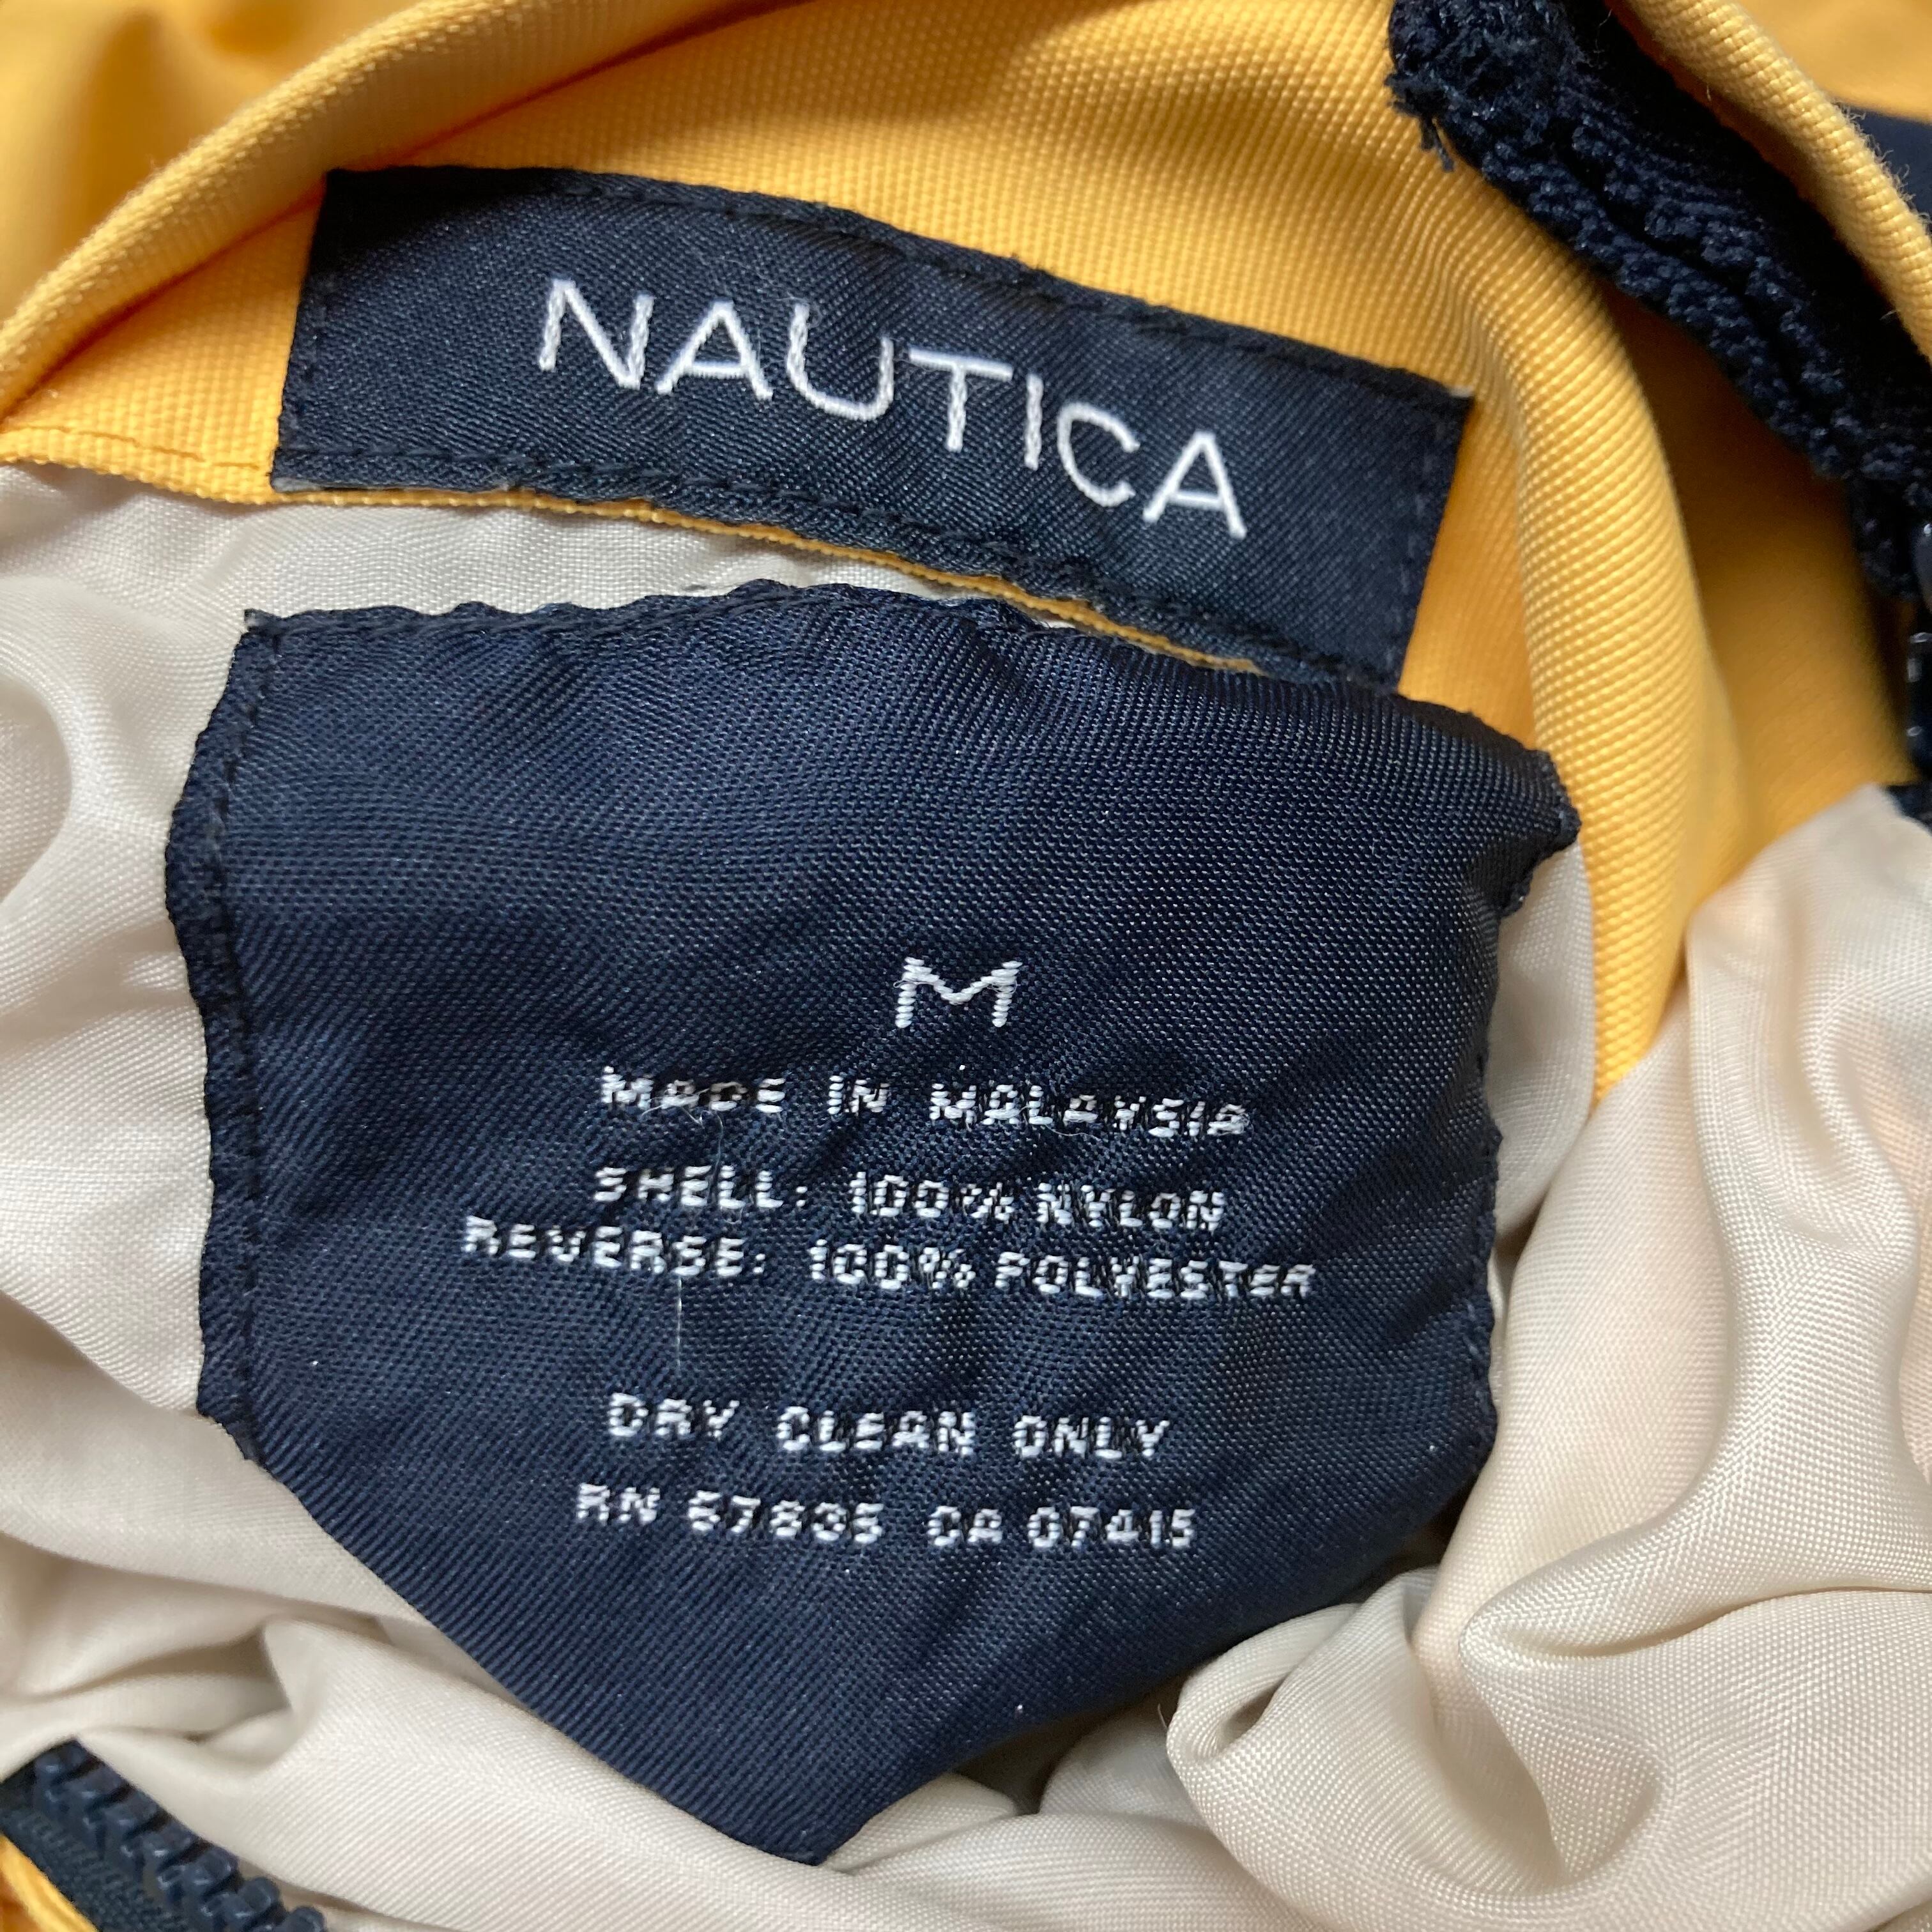 NAUTICA
M
MADE IN MALAYSIA
SHELL: 100% NYLON
REVERSE: 100% POLYESTER
DRY CLEAN ONLY
RN 67835 CA 07415